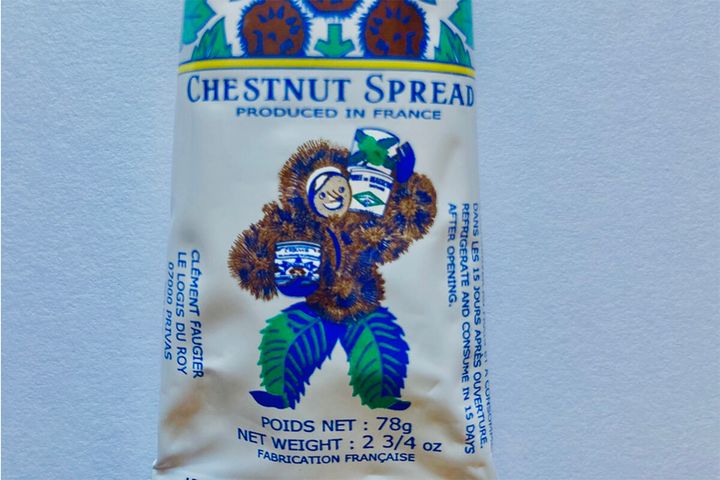 CHESTNUT SPREAD
PRODUCED IN FRANCE
CLÉMENT FAUGIER
LE LOGIS DU ROY
07000 PRIVAS
DANS LES 15 JOURS APRÈS OUVERTURE.
REFRIGERATE AND CONSUME IN 15 DAYS
AFTER OPENING.
POIDS NET : 78g
NET WEIGHT : 2 3/4 oz
FABRICATION FRANÇAISE